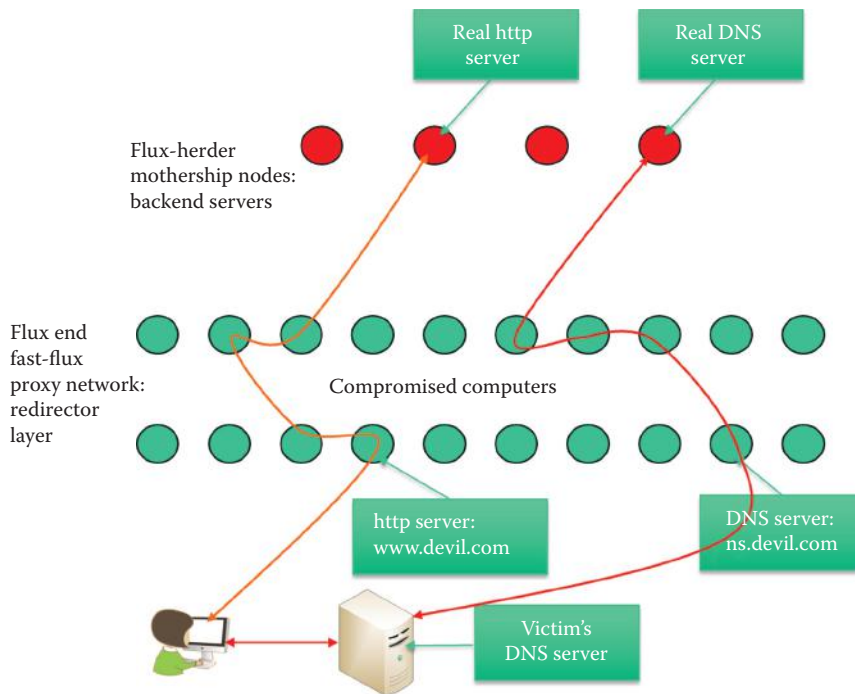 Real http
server
Real DNS
server
Flux-herder
mothership nodes:
backend servers
Flux end
fast-flux
proxy network:
redirector
layer
Compromised computers
http server:
www.devil.com
DNS server:
ns.devil.com
Victim's
DNS server